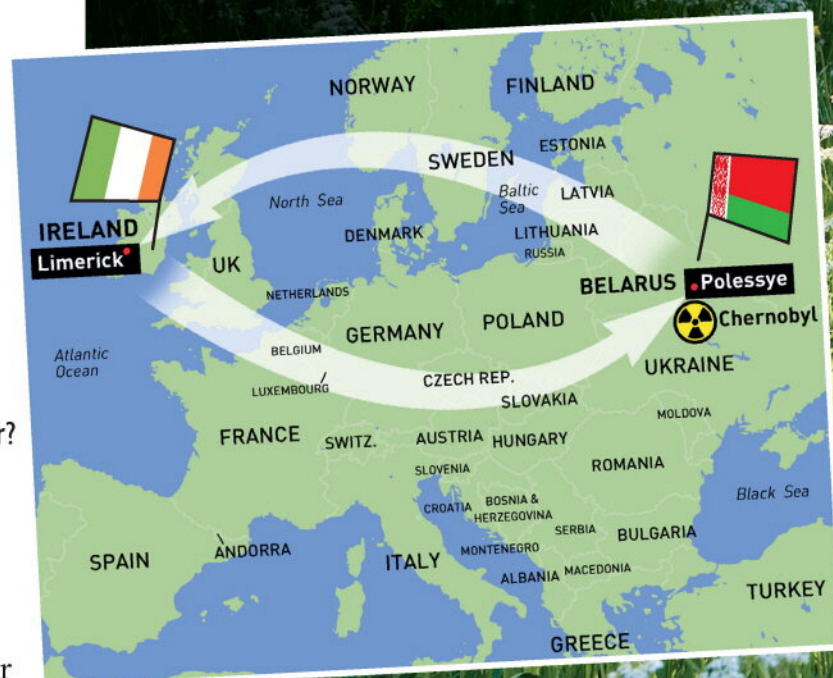 NORWAY
FINLAND
ESTONIA
SWEDEN
North Sea
Baltic
Sea
LATVIA
IRELAND
Limerick
DENMARK
LITHUANIA
RUSSIA
UK
BELARUS
Polessye
NETHERLANDS
Chernobyl
GERMANY
POLAND
Atlantic
Ocean
BELGIUM
UKRAINE
LUXEMBOURG
CZECH REP.
SLOVAKIA
MOLDOVA
r?
FRANCE
SWITZ.
AUSTRIA
HUNGARY
SLOVENIA
ROMANIA
CROATIA
BOSNIA &
HERZEGOVINA
Black Sea
SERBIA
BULGARIA
SPAIN
ANDORRA
ITALY
MONTENEGRO
ALBANIA
MACEDONIA
TURKEY
GREECE
r